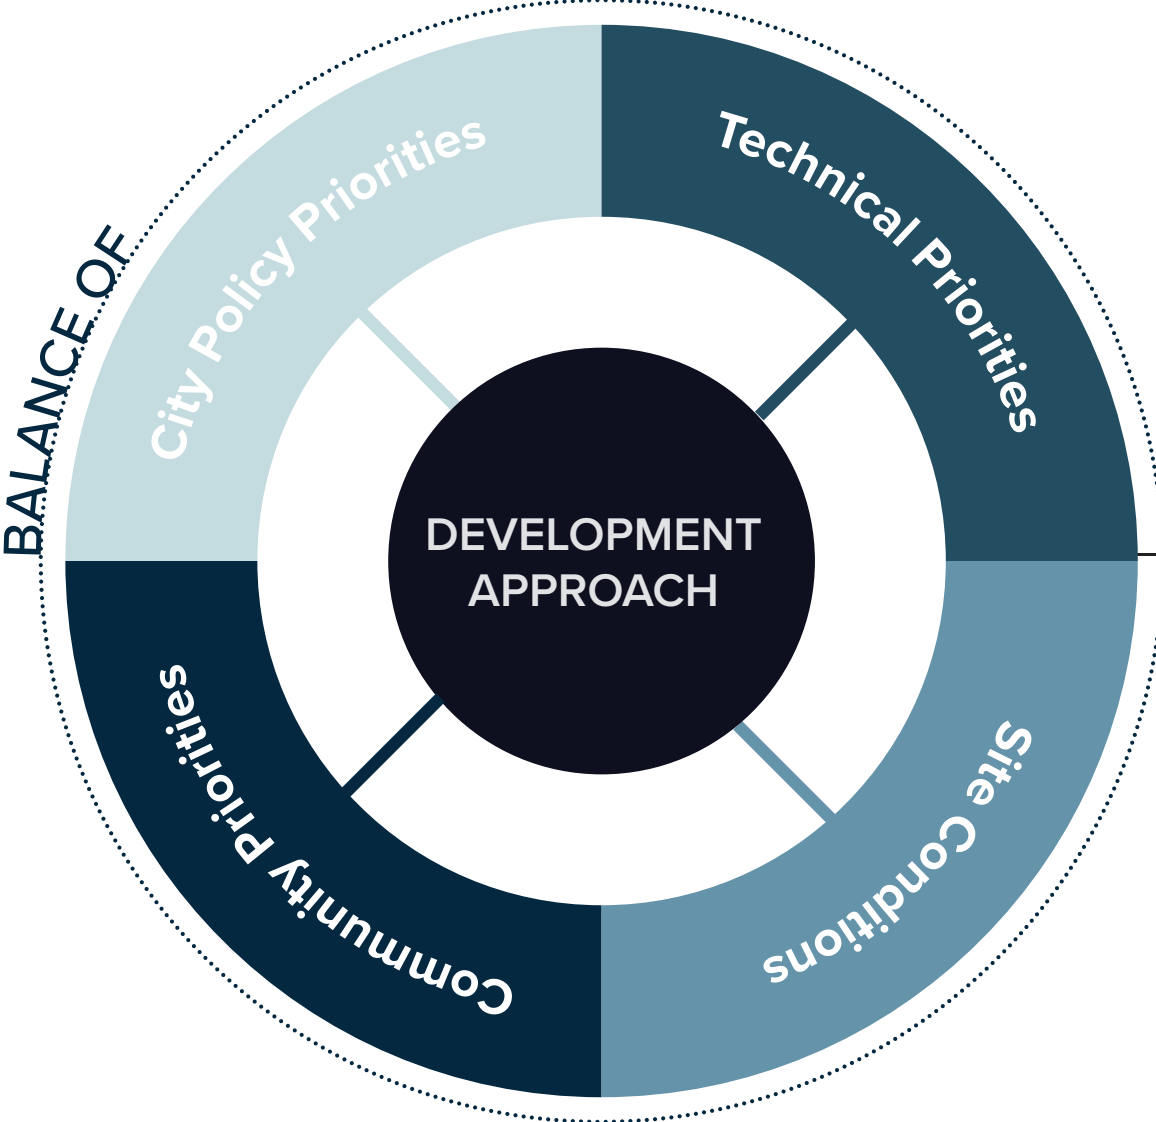 BALANCE OF
City Policy Priorities
Technical Priorities
DEVELOPMENT
APPROACH
Community Priorities
Site Conditions